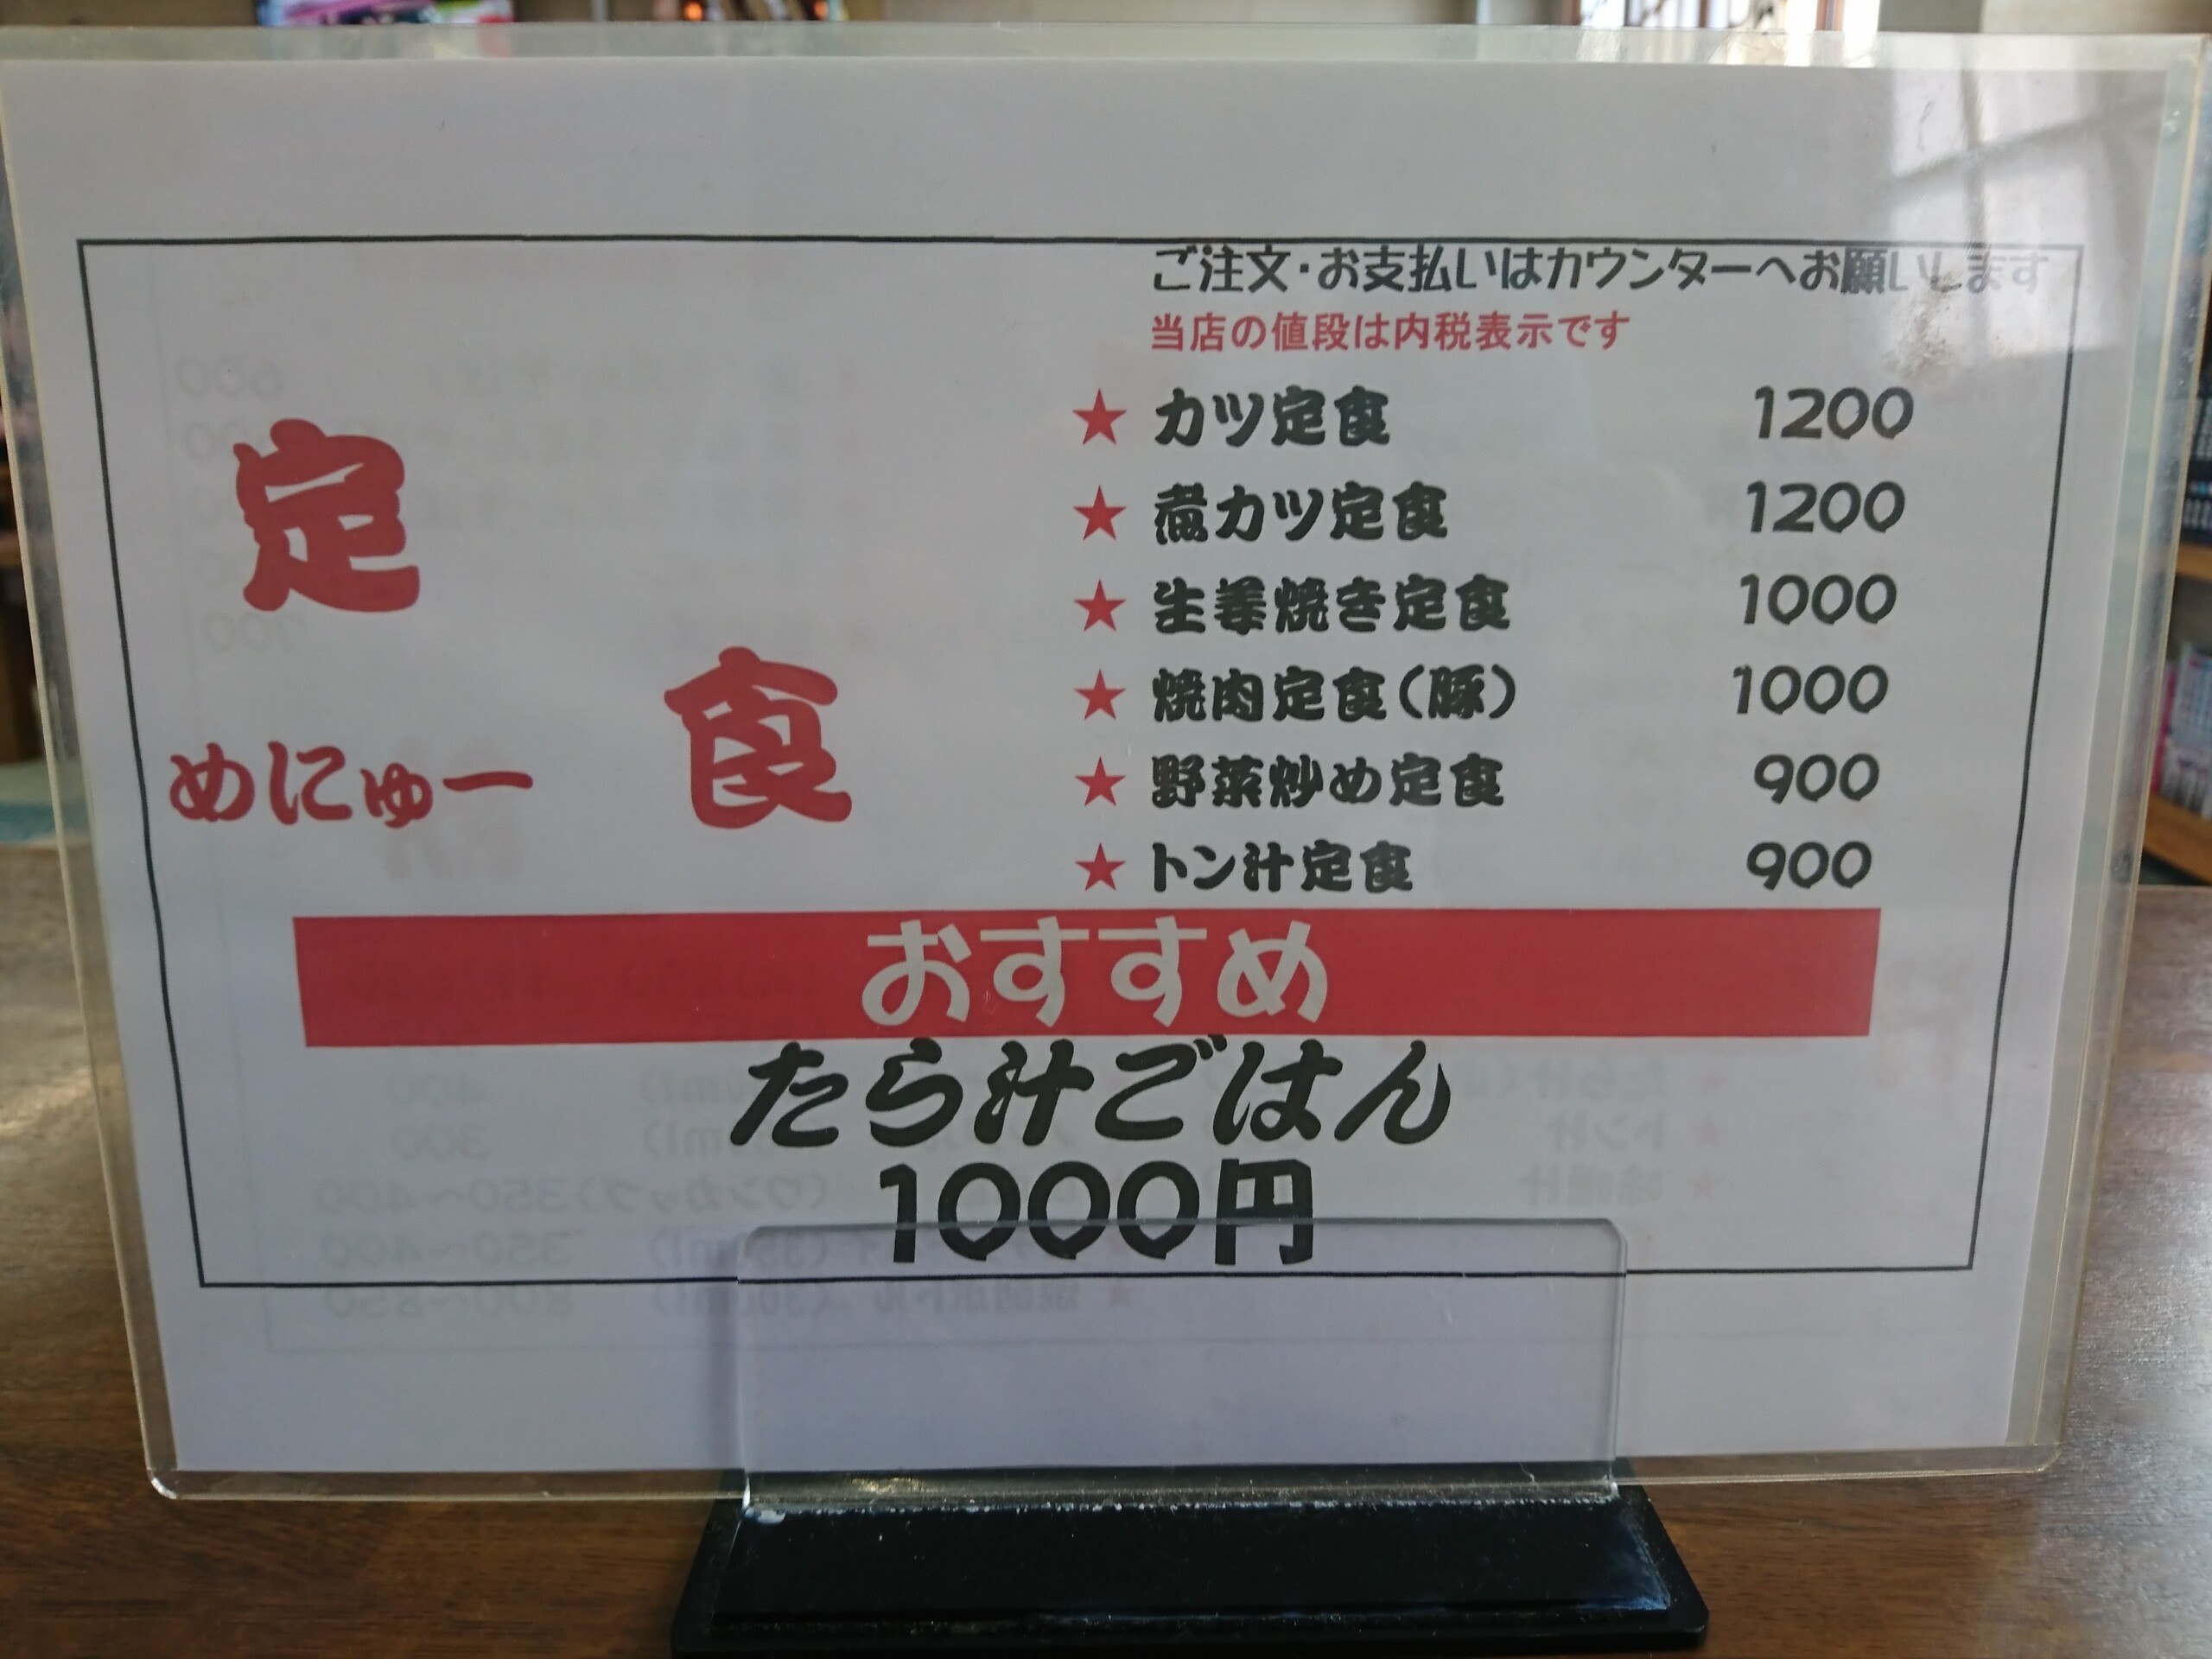 ご注文・お支払いはカウンターへお願いします
当店の値段は内税表示です
定食
めにゅー
★ カツ定食 1200
★ 煮カツ定食 1200
★ 生姜焼き定食 1000
★ 焼肉定食(豚) 1000
★ 野菜炒め定食 900
★ トン汁定食 900
おすすめ
たら汁ごはん
1000円